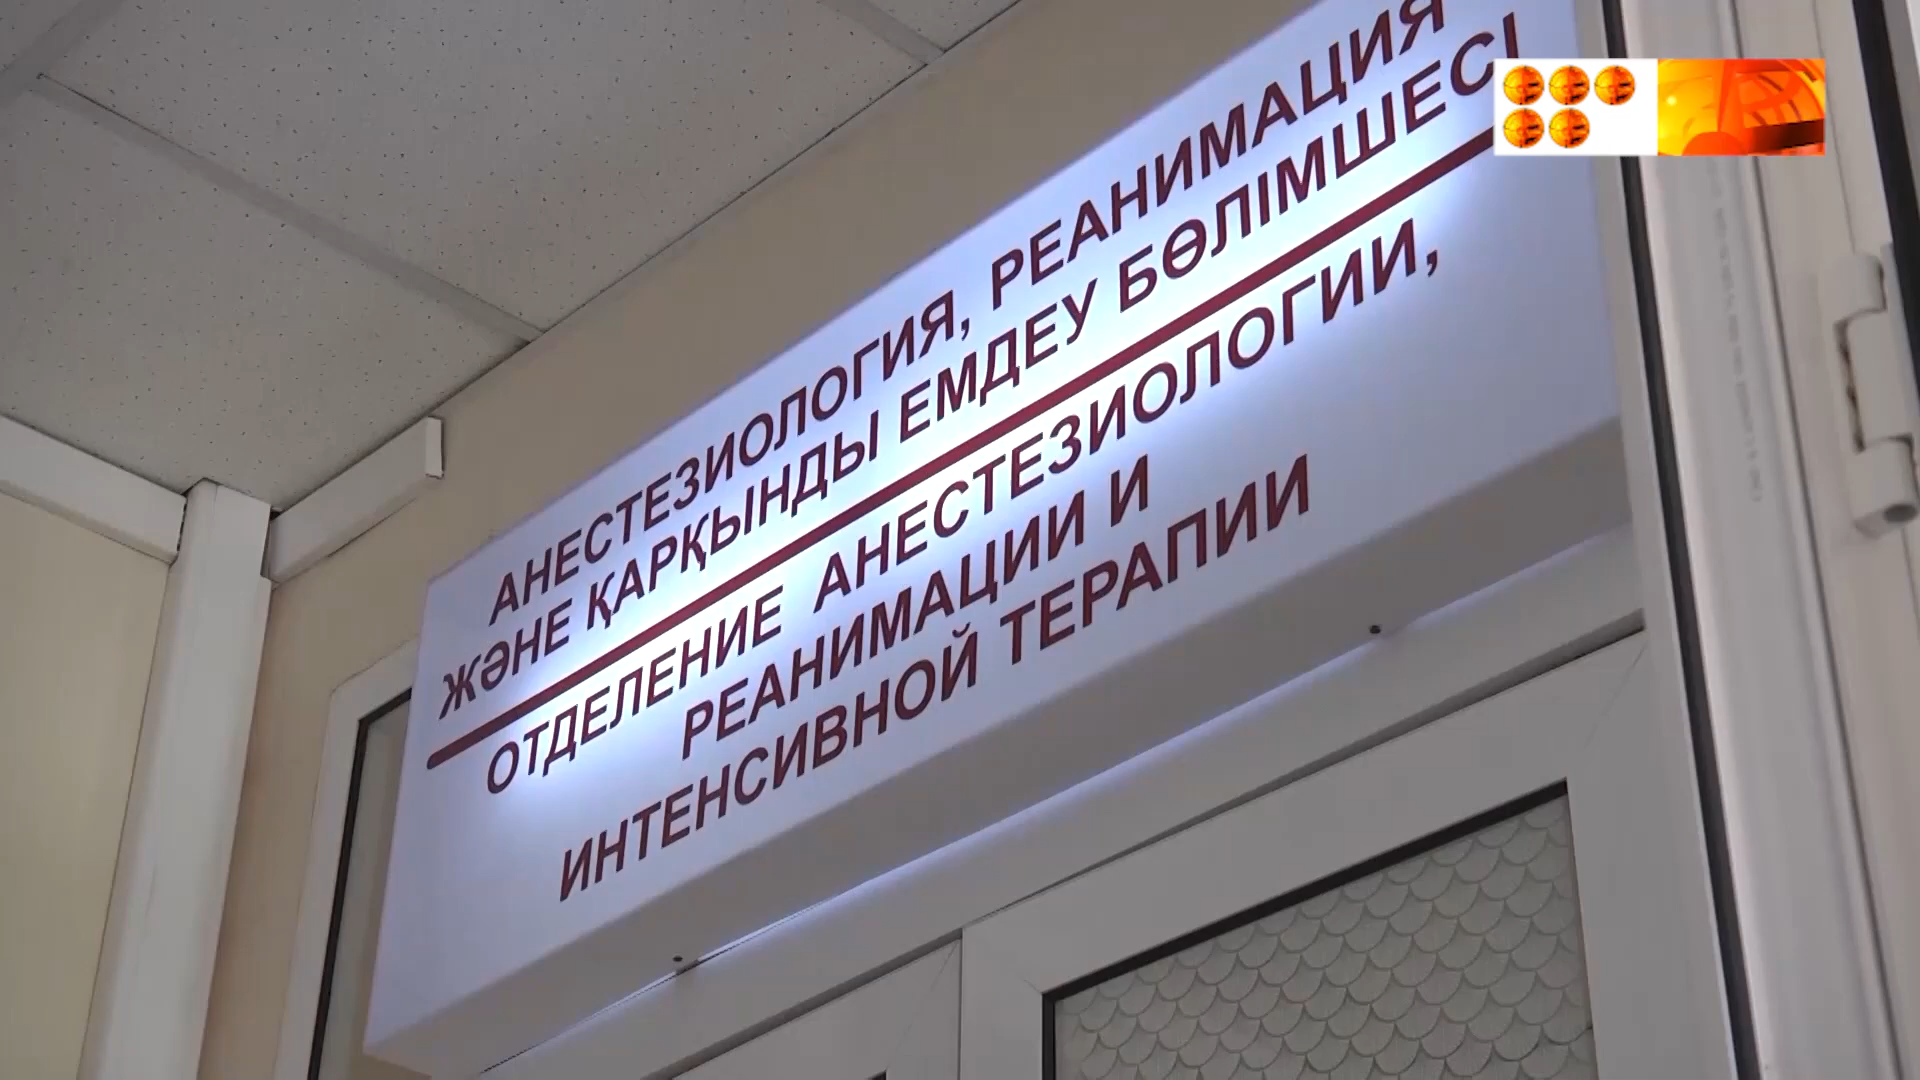 АНЕСТЕЗИОЛОГИЯ, РЕАНИМАЦИЯ
ЖӘНЕ ҚАРҚЫНДЫ ЕМДЕУ БӨЛІМШЕСІ
ОТДЕЛЕНИЕ АНЕСТЕЗИОЛОГИИ,
РЕАНИМАЦИИ И
ИНТЕНСИВНОЙ ТЕРАПИИ